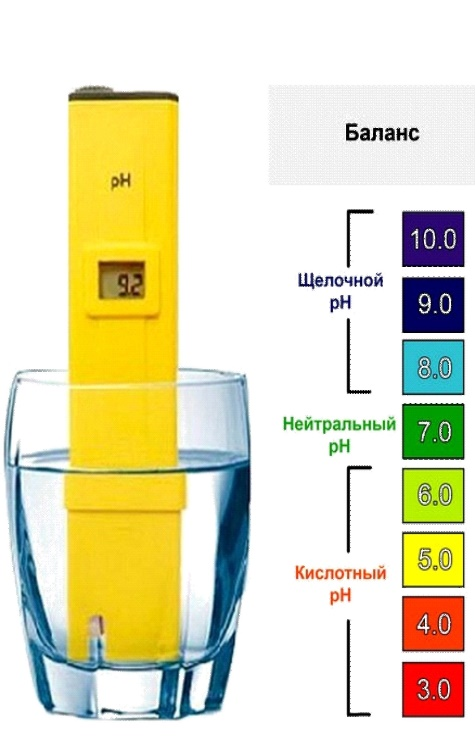 Баланс
pH
9.2
10.0
9.0
8.0
Щелочной
pH
7.0
Нейтральный
pH
6.0
5.0
4.0
3.0
Кислотный
pH